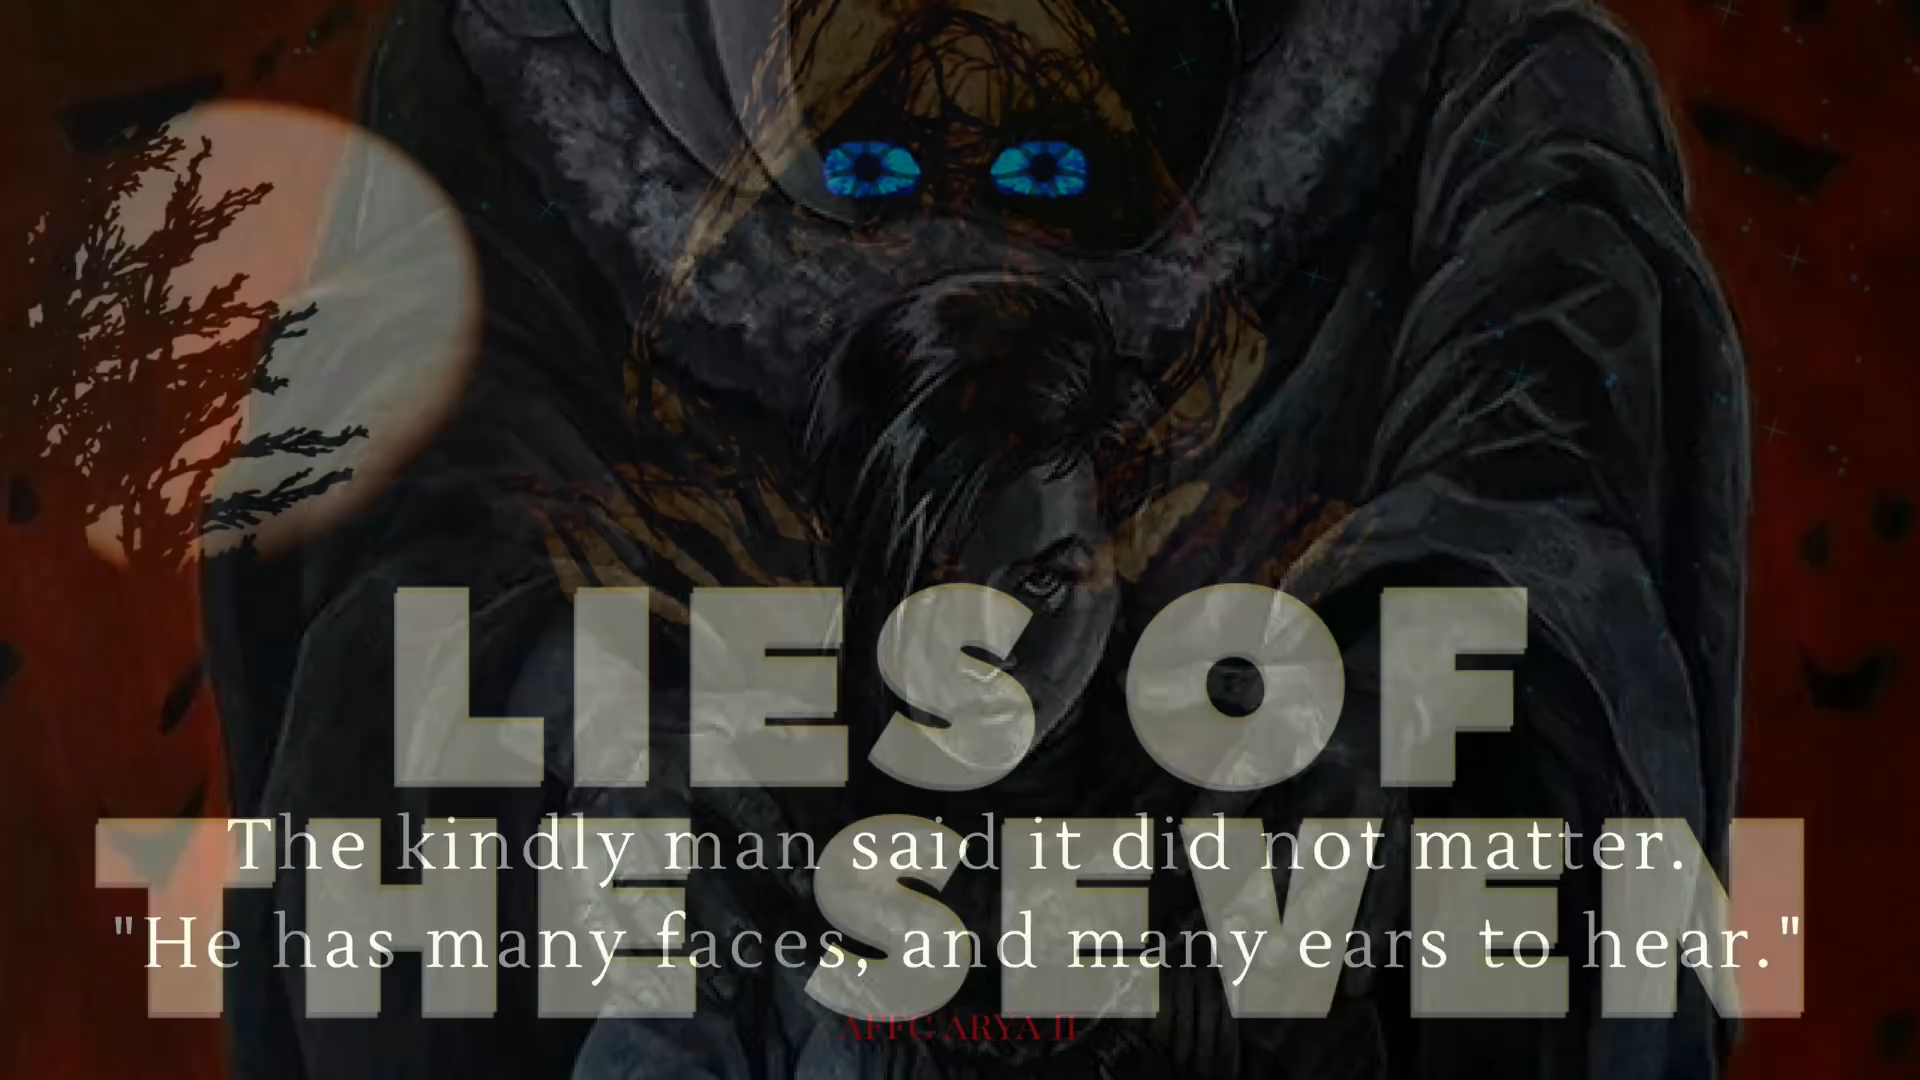 LIES OF
THE SEVEN
The kindly man said it did not matter.
"He has many faces, and many ears to hear."
AFFC ARYA II